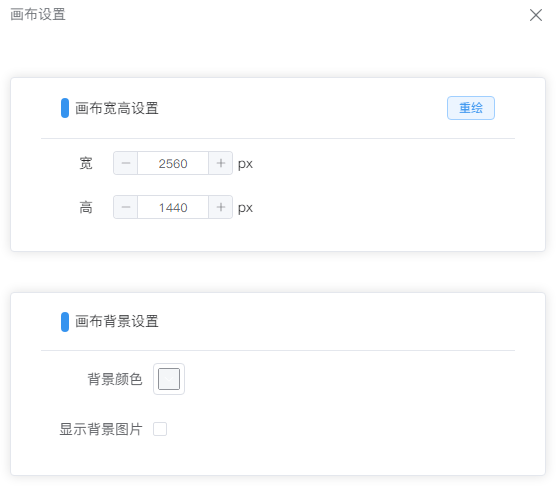 画布设置
画布宽高设置 重绘
宽 2560 px
高 1440 px
画布背景设置
背景颜色
显示背景图片